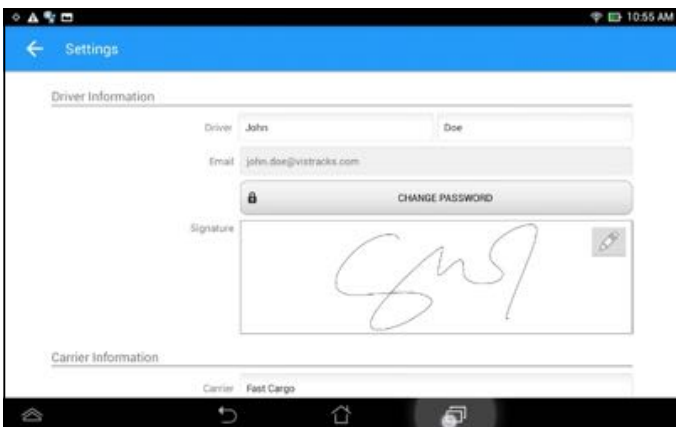 10:55 AM
Settings
Driver Information
Driver John Doe
Email john.doe@vistracks.com
CHANGE PASSWORD
Signature
Carrier Information
Carrier Fast Cargo